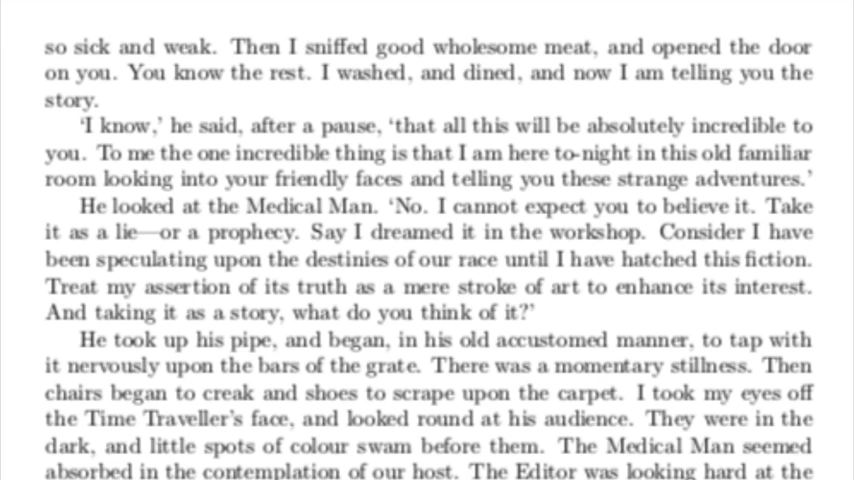 so sick and weak. Then I sniffed good wholesome meat, and opened the door
on you. You know the rest. I washed, and dined, and now I am telling you the
story.
‘I know,’ he said, after a pause, ‘that all this will be absolutely incredible to
you. To me the one incredible thing is that I am here to-night in this old familiar
room looking into your friendly faces and telling you these strange adventures.’
He looked at the Medical Man. ‘No. I cannot expect you to believe it. Take
it as a lie—or a prophecy. Say I dreamed it in the workshop. Consider I have
been speculating upon the destinies of our race until I have hatched this fiction.
Treat my assertion of its truth as a mere stroke of art to enhance its interest.
And taking it as a story, what do you think of it?’
He took up his pipe, and began, in his old accustomed manner, to tap with
it nervously upon the bars of the grate. There was a momentary stillness. Then
chairs began to creak and shoes to scrape upon the carpet. I took my eyes off
the Time Traveller’s face, and looked round at his audience. They were in the
dark, and little spots of colour swam before them. The Medical Man seemed
absorbed in the contemplation of our host. The Editor was looking hard at the